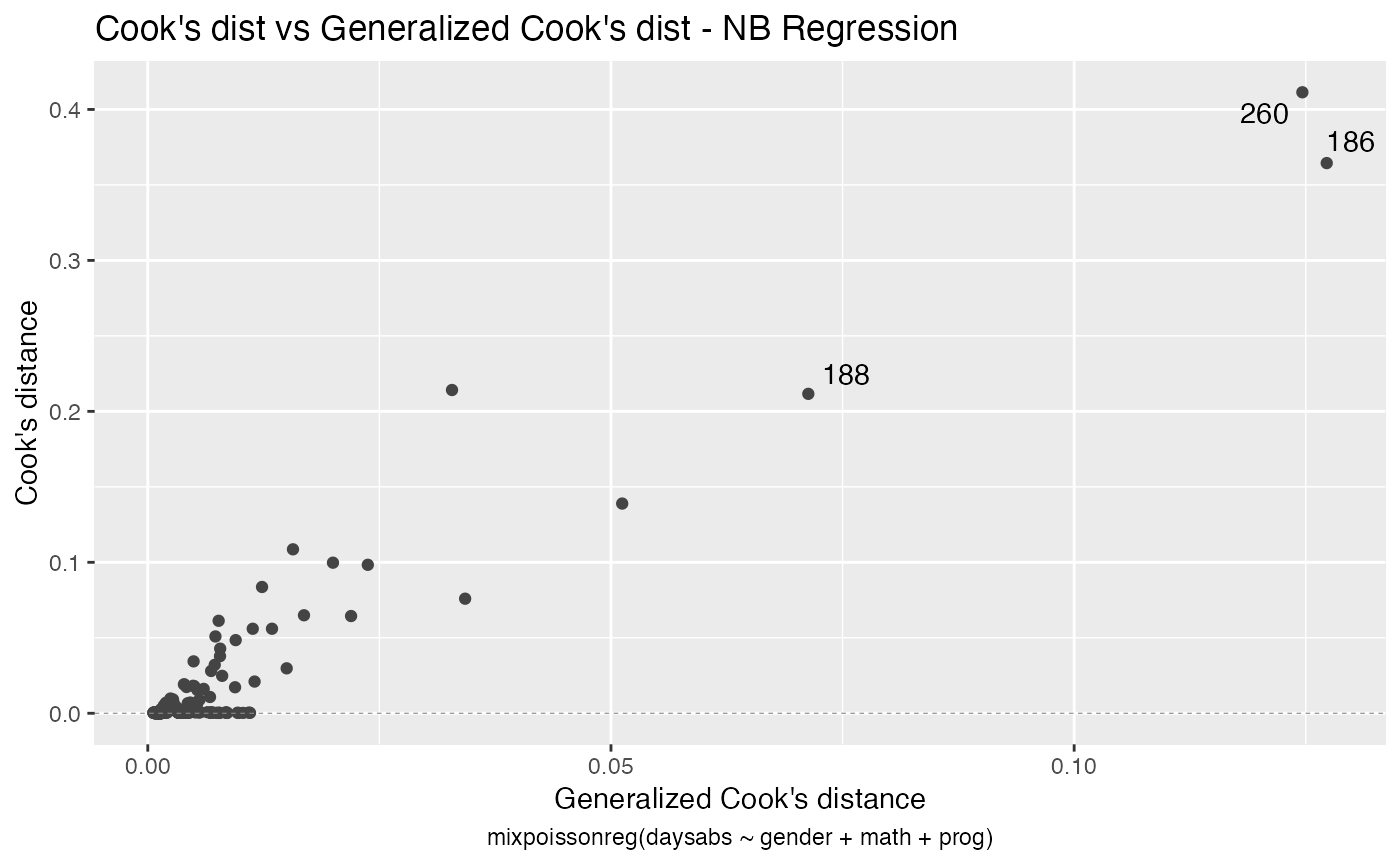 Cook's dist vs Generalized Cook's dist - NB Regression
0.4
260
186
0.3
188
0.2
0.1
0.0
Cook's distance
0.00
0.05
0.10
Generalized Cook's distance
mixpoissonreg(daysabs ~ gender + math + prog)